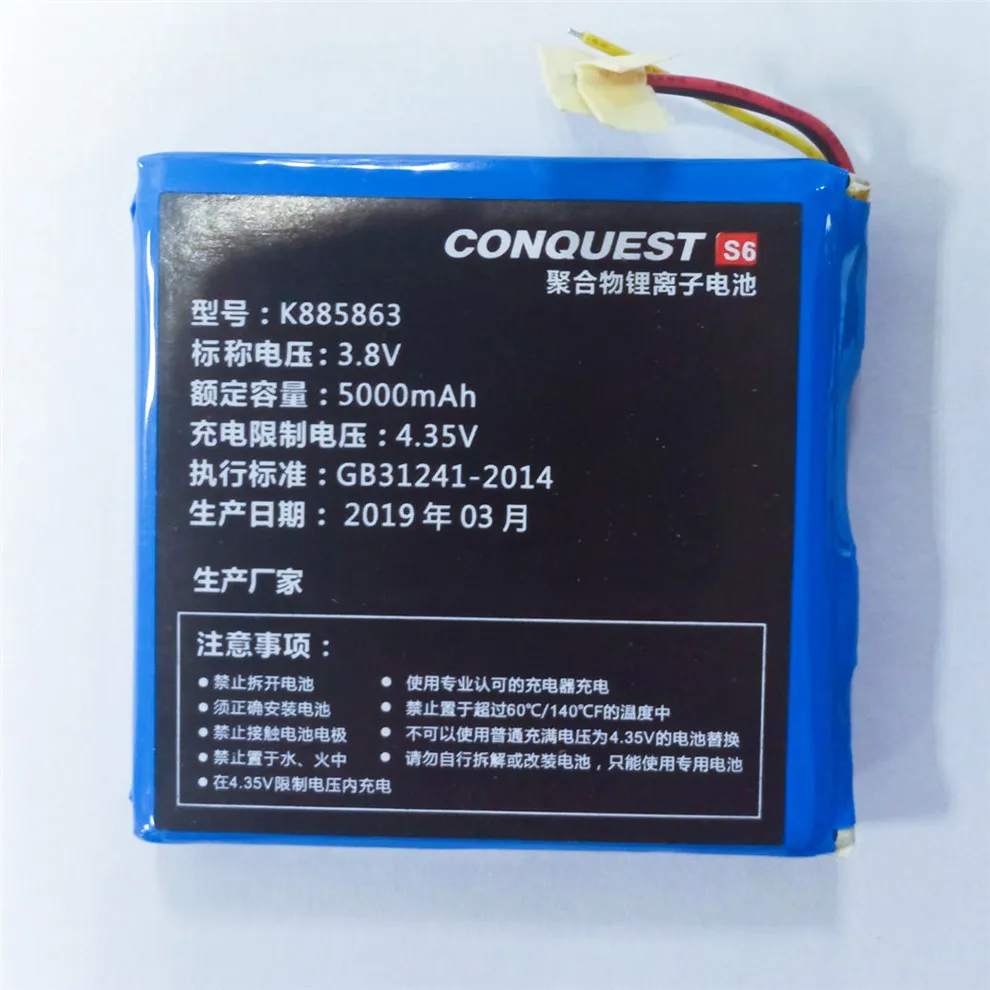 CONQUEST S6
聚合物锂离子电池
型号：K885863
标称电压：3.8V
额定容量：5000mAh
充电限制电压：4.35V
执行标准：GB31241-2014
生产日期： 2019 年 03 月
生产厂家
注意事项：
● 禁止拆开电池
● 须正确安装电池
● 禁止接触电池电极
● 禁止置于水、火中
● 在4.35V限制电压内充电
● 使用专业认可的充电器充电
● 禁止置于超过60℃/140℃F的温度中
● 不可以使用普通充满电压为4.35V的电池替换
● 请勿自行拆解或改装电池，只能使用专用电池